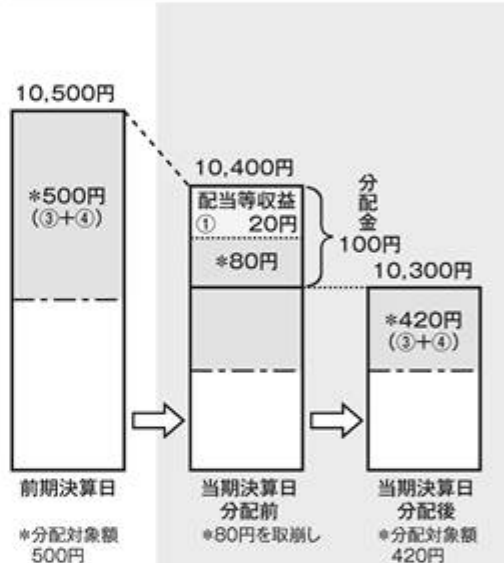 10,500円
*500円
(③+④)
10,400円
配当等収益
① 20円
*80円
分配金
100円
10,300円
*420円
(③+④)
前期決算日
*分配対象額
500円
当期決算日
分配前
*80円を取崩し
当期決算日
分配後
*分配対象額
420円